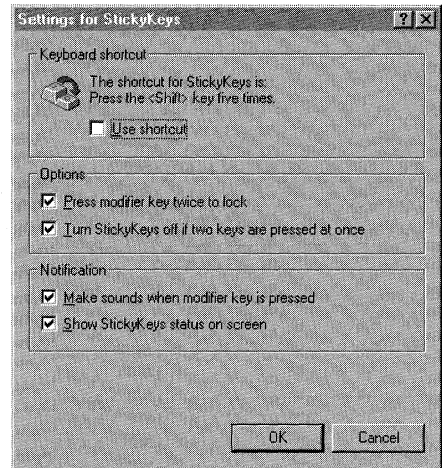 Settings for StickyKeys
? X
Keyboard shortcut
The shortcut for StickyKeys is:
Press the <Shift> key five times.
Use shortcut
Options
Press modifier key twice to lock
Turn StickyKeys off if two keys are pressed at once
Notification
Make sounds when modifier key is pressed
Show StickyKeys status on screen
OK Cancel